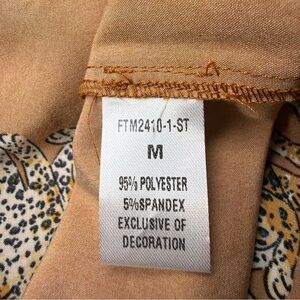 FTM2410-1-ST
M
95% POLYESTER
5%SPANDEX
EXCLUSIVE OF
DECORATION